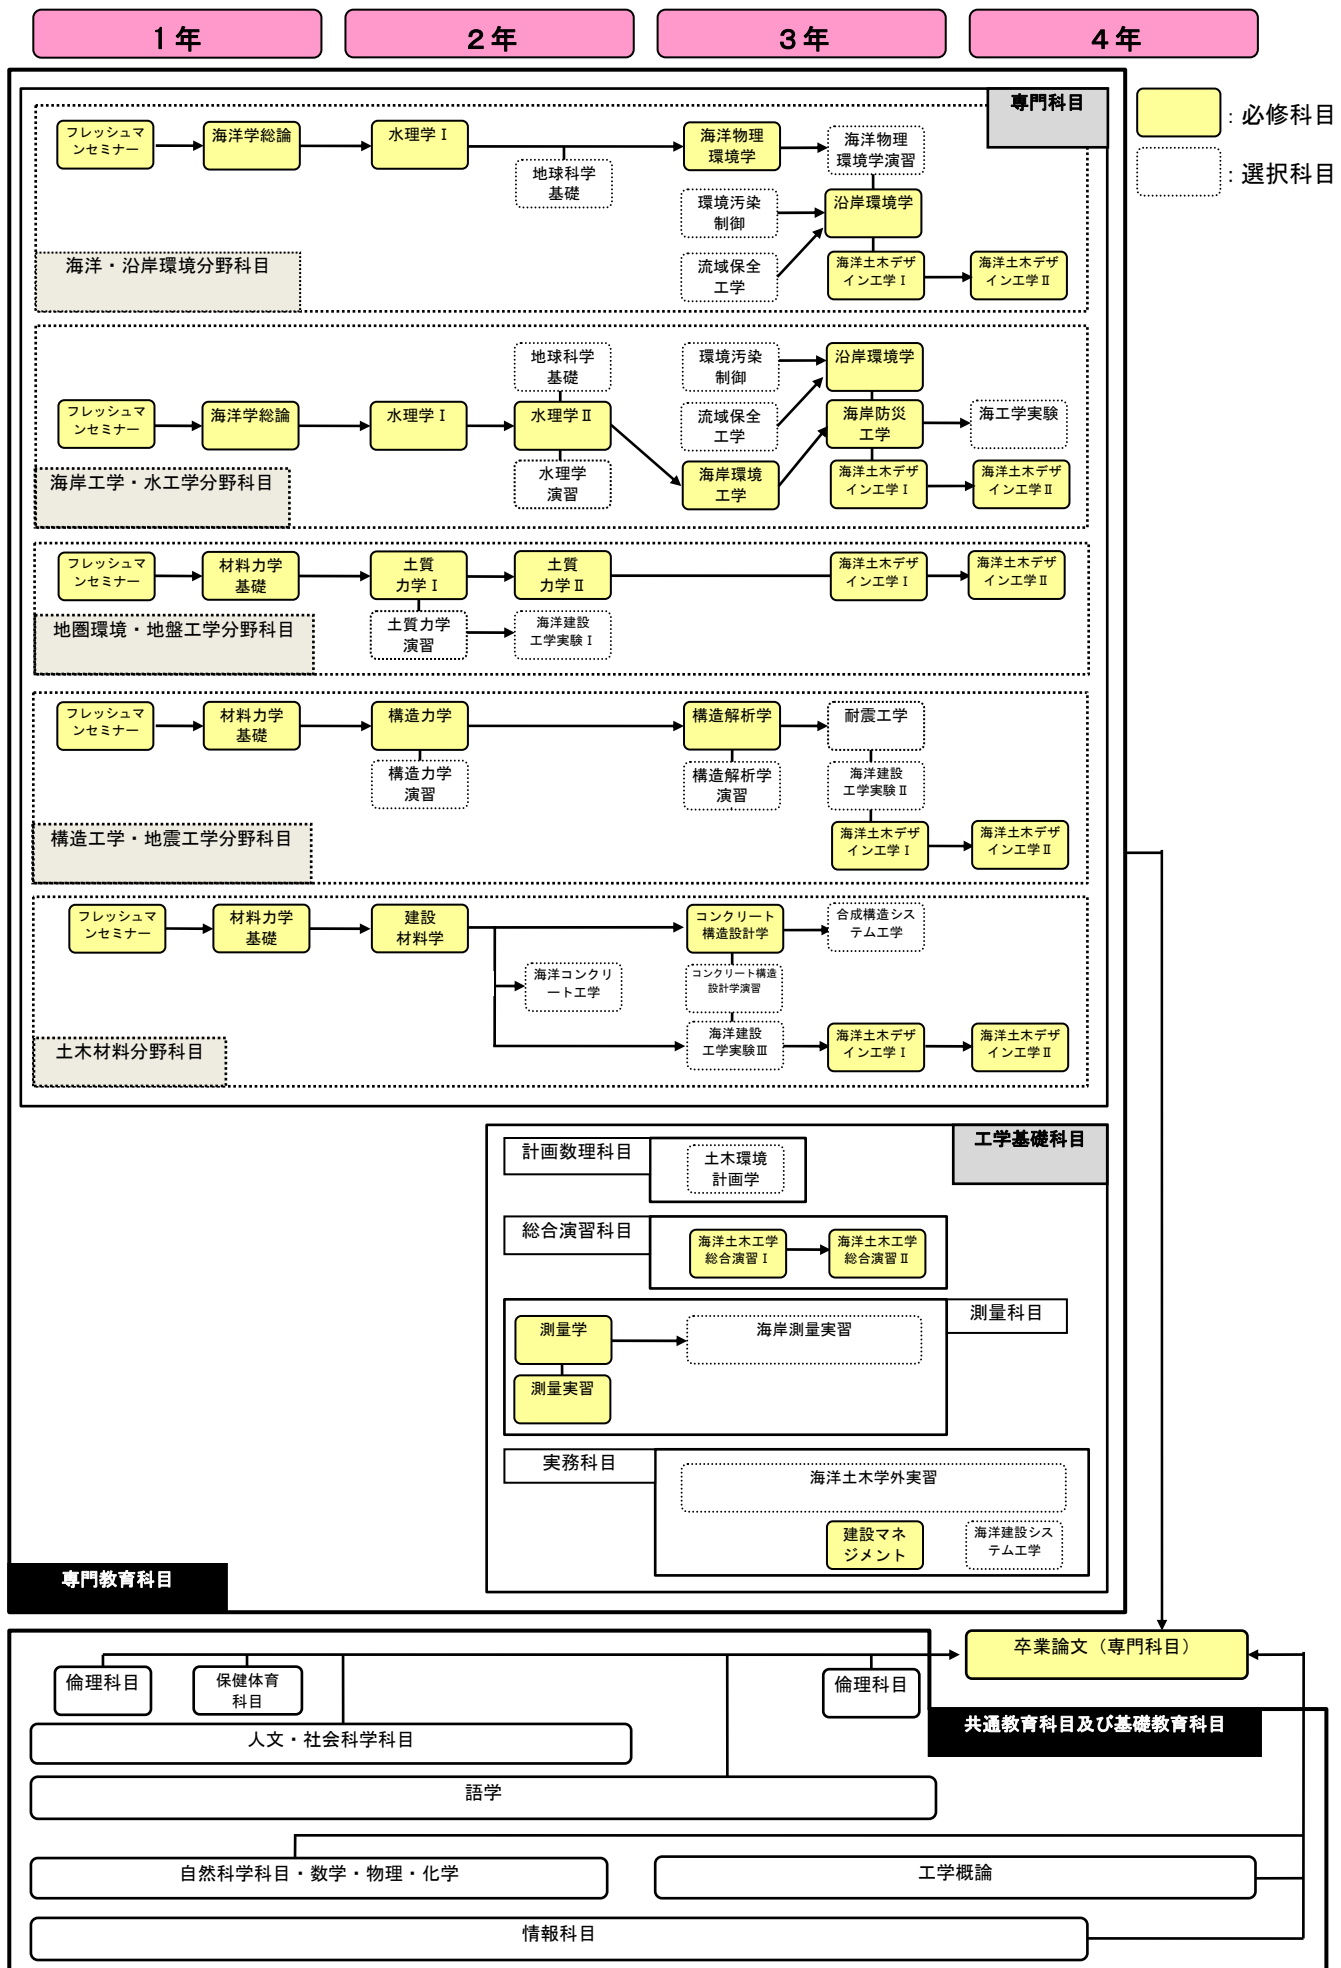 1年
2年
3年
4年
専門科目
：必修科目
：選択科目
フレッシュマ
ンセミナー
海洋学総論
水理学Ⅰ
地球科学
基礎
海洋物理
環境学
海洋物理
環境学演習
環境汚染
制御
沿岸環境学
流域保全
工学
海洋土木デザ
イン工学Ⅰ
海洋土木デザ
イン工学Ⅱ
海洋・沿岸環境分野科目
地球科学
基礎
環境汚染
制御
沿岸環境学
フレッシュマ
ンセミナー
海洋学総論
水理学Ⅰ
水理学Ⅱ
流域保全
工学
海岸防災
工学
海工学実験
水理学
演習
海岸環境
工学
海洋土木デザ
イン工学Ⅰ
海洋土木デザ
イン工学Ⅱ
海岸工学・水工学分野科目
フレッシュマ
ンセミナー
材料力学
基礎
土質
力学Ⅰ
土質
力学Ⅱ
海洋土木デザ
イン工学Ⅰ
海洋土木デザ
イン工学Ⅱ
土質力学
演習
海洋建設
工学実験Ⅰ
地圏環境・地盤工学分野科目
フレッシュマ
ンセミナー
材料力学
基礎
構造力学
構造解析学
耐震工学
構造力学
演習
構造解析学
演習
海洋建設
工学実験Ⅱ
海洋土木デザ
イン工学Ⅰ
海洋土木デザ
イン工学Ⅱ
構造工学・地震工学分野科目
フレッシュマ
ンセミナー
材料力学
基礎
建設
材料学
コンクリート
構造設計学
合成構造シス
テム工学
海洋コンクリ
ート工学
コンクリート構造
設計学演習
海洋建設
工学実験Ⅲ
海洋土木デザ
イン工学Ⅰ
海洋土木デザ
イン工学Ⅱ
土木材料分野科目
工学基礎科目
計画数理科目
土木環境
計画学
総合演習科目
海洋土木工学
総合演習Ⅰ
海洋土木工学
総合演習Ⅱ
測量科目
測量学
海岸測量実習
測量実習
実務科目
海洋土木学外実習
建設マネ
ジメント
海洋建設シス
テム工学
専門教育科目
卒業論文（専門科目）
倫理科目
保健体育
科目
倫理科目
共通教育科目及び基礎教育科目
人文・社会科学科目
語学
自然科学科目・数学・物理・化学
工学概論
情報科目